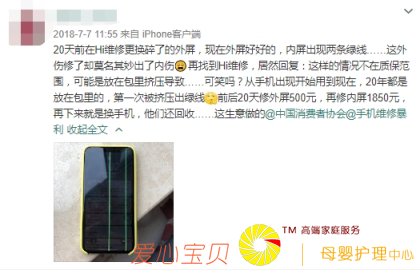 2018-7-7 11:55 来自 iPhone客户端
20天前在Hi维修更换碎了的外屏，现在外屏好好的，内屏出现两条绿线……这外
伤修了却莫名其妙出了内伤😩再找到Hi维修，居然回复：这样的情况不在质保范
围，可能是放在包里挤压导致……可笑吗？从手机出现开始用到现在，20年都是
放在包里的，第一次被挤压出绿线😌前后20天修外屏500元，再修内屏1850元，
再下来就是换手机，他们还回收……这生意做的@中国消费者协会@手机维修暴
利 收起全文
爱心宝贝
TM 高端家庭服务
母婴护理中心